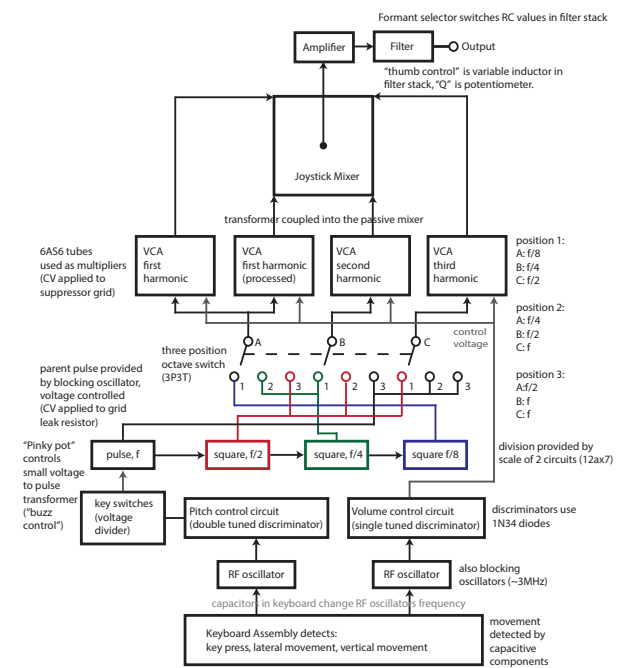 Formant selector switches RC values in filter stack
Amplifier
Filter
Output
“thumb control” is variable inductor in
filter stack, “Q” is potentiometer.
Joystick Mixer
transformer coupled into the passive mixer
6AS6 tubes
used as multipliers
(CV applied to
suppressor grid)
VCA
first
harmonic
VCA
first harmonic
(processed)
VCA
second
harmonic
VCA
third
harmonic
position 1:
A: f/8
B: f/4
C: f/2
position 2:
A: f/4
B: f/2
C: f
position 3:
A:f/2
B: f
C: f
control
voltage
three position
octave switch
(3P3T)
A
B
C
1
2
3
1
2
3
1
2
3
parent pulse provided
by blocking oscillator,
voltage controlled
(CV applied to grid
leak resistor)
“Pinky pot”
controls
small voltage
to pulse
transformer
(“buzz
control”)
pulse, f
square, f/2
square, f/4
square f/8
division provided by
scale of 2 circuits (12ax7)
key switches
(voltage
divider)
Pitch control circuit
(double tuned discriminator)
Volume control circuit
(single tuned discriminator)
discriminators use
1N34 diodes
RF oscillator
RF oscillator
also blocking
oscillators (~3MHz)
capacitors in keyboard change RF oscillators frequency
Keyboard Assembly detects:
key press, lateral movement, vertical movement
movement
detected by
capacitive
components